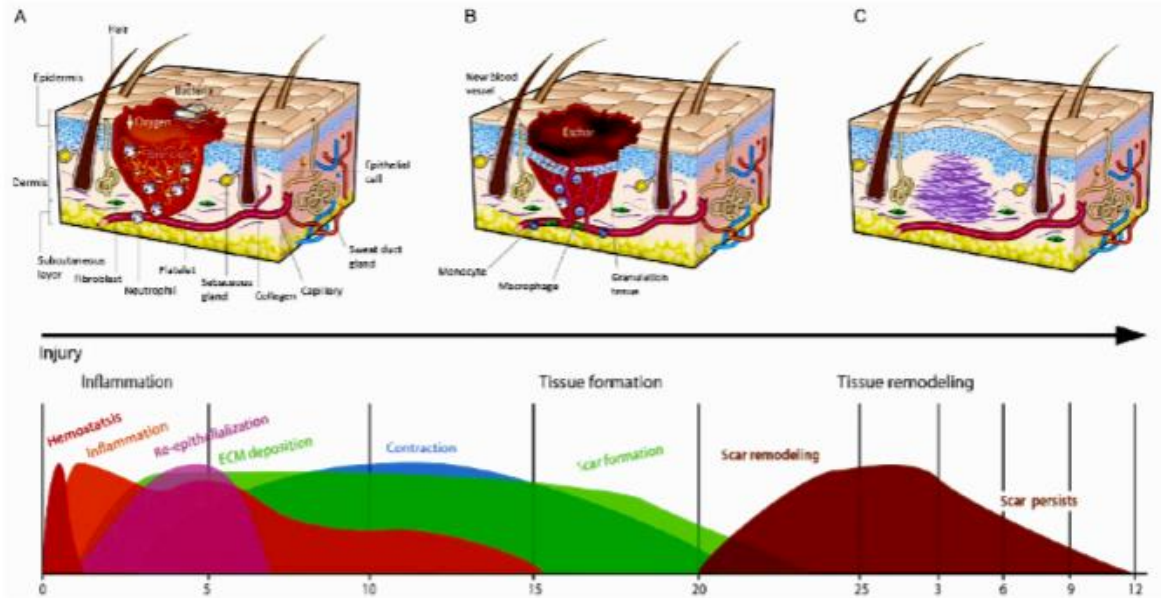 A
Hair
Epidermis
Bacteria
Oxygen
Dermis
Epithelial
cell
Sweat duct
gland
Subcutaneous
layer
Fibroblast
Neutrophil
Platelet
Sebaceous
gland
Collagen
Capillary
B
New blood
vessel
Eschar
Monocyte
Macrophage
Granulation
tissue
C
Injury
Inflammation
Tissue formation
Tissue remodeling
Hemostatsis
Inflammation
Re-epithelialization
ECM deposition
Contraction
Scar formation
Scar remodeling
Scar persists
0 5 10 15 20 25 3 6 9 12